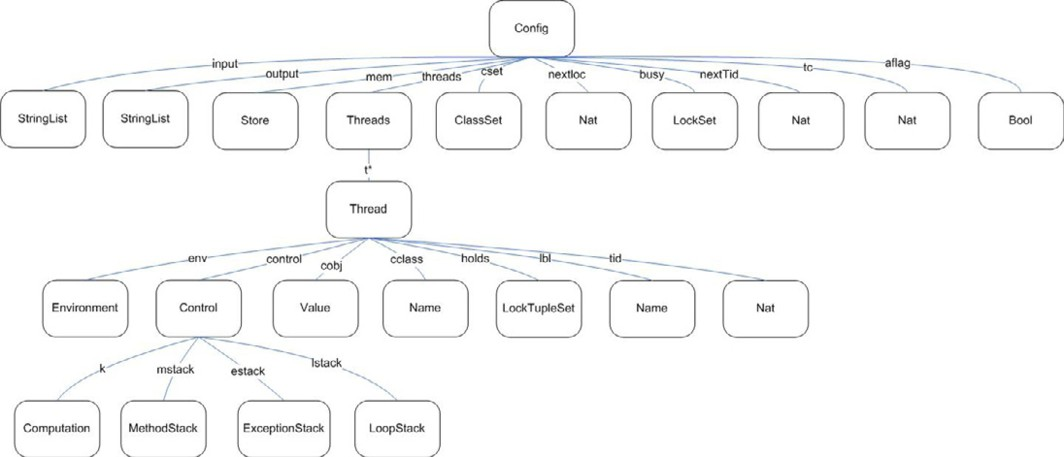 Config
input
output
mem
threads
cset
nextloc
busy
nextTid
tc
aflag
StringList
StringList
Store
Threads
ClassSet
Nat
LockSet
Nat
Nat
Bool
t*
Thread
env
control
cobj
cclass
holds
lbl
tid
Environment
Control
Value
Name
LockTupleSet
Name
Nat
k
mstack
estack
lstack
Computation
MethodStack
ExceptionStack
LoopStack